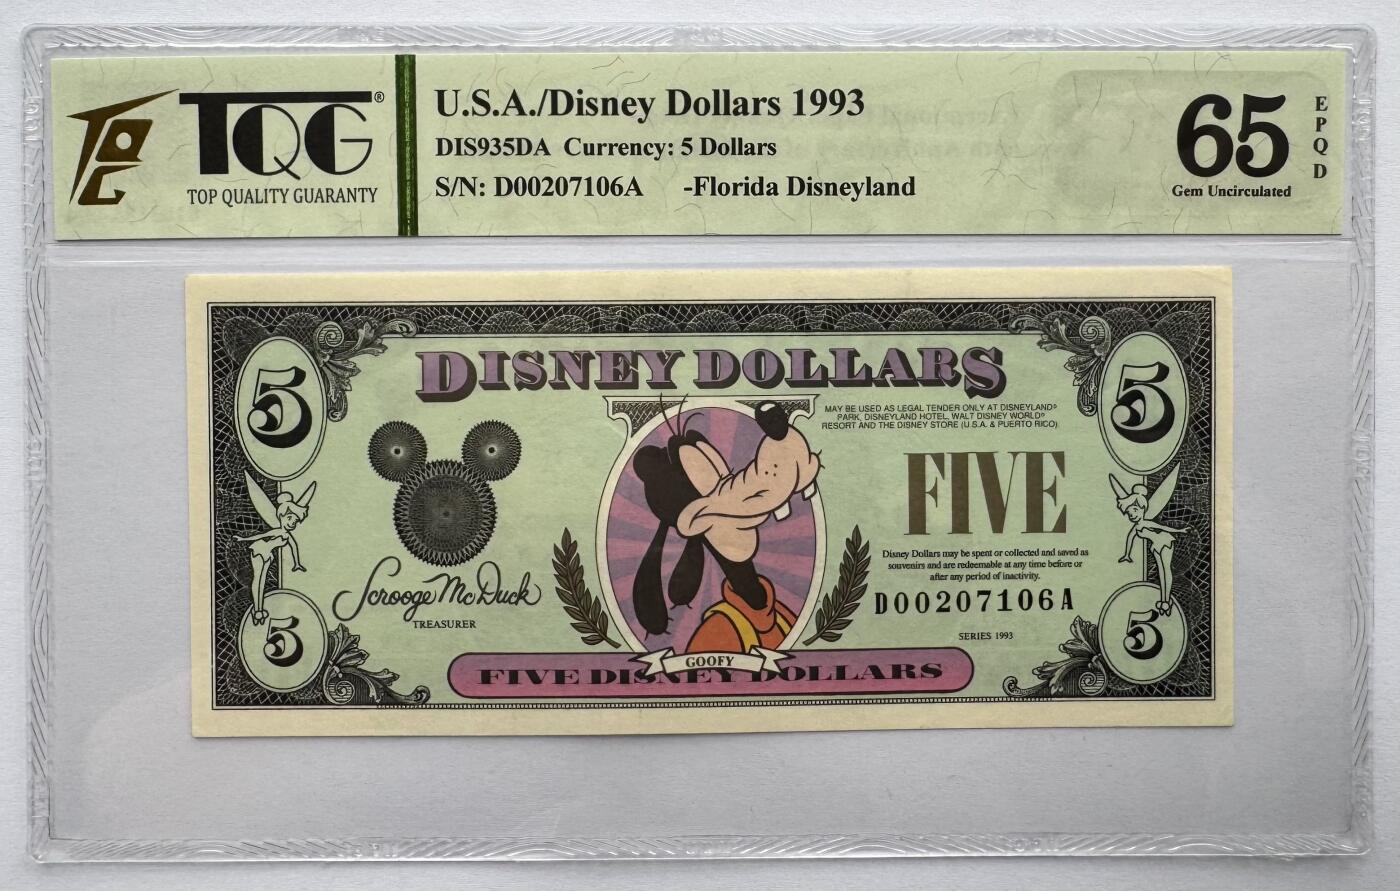 TQG®
TOP QUALITY GUARANTY
U.S.A./Disney Dollars 1993
DIS935DA Currency: 5 Dollars
S/N: D00207106A -Florida Disneyland
65
Gem Uncirculated
EPQD
5
5
DISNEY DOLLARS
MAY BE USED AS LEGAL TENDER ONLY AT DISNEYLAND®
PARK, DISNEYLAND HOTEL, WALT DISNEY WORLD®
RESORT AND THE DISNEY STORE (U.S.A. & PUERTO RICO)
FIVE
Disney Dollars may be spent or collected and saved as
souvenirs and are redeemable at any time before or
after any period of inactivity.
D00207106A
Scrooge McDuck
TREASURER
SERIES 1993
5
5
GOOFY
FIVE DISNEY DOLLARS